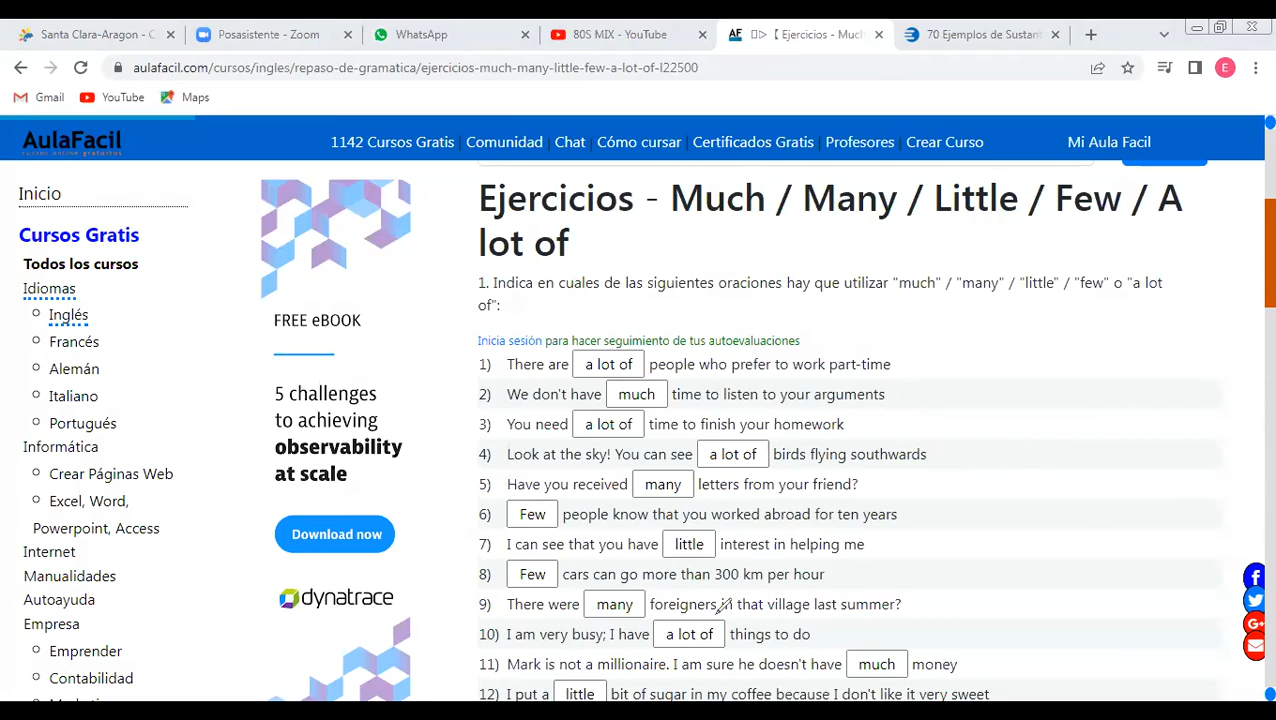 Santa Clara-Aragon - C
Posasistente - Zoom
WhatsApp
80S MIX - YouTube
[ Ejercicios - Much
70 Ejemplos de Sustant
aulafacil.com/cursos/ingles/repaso-de-gramatica/ejercicios-much-many-little-few-a-lot-of-l22500
E
Gmail
YouTube
Maps
AulaFacil
cursos online gratuitos
1142 Cursos Gratis | Comunidad | Chat | Cómo cursar | Certificados Gratis | Profesores | Crear Curso
Mi Aula Facil
Inicio
Cursos Gratis
Todos los cursos
Idiomas
Inglés
Francés
Alemán
Italiano
Portugués
Informática
Crear Páginas Web
Excel, Word,
Powerpoint, Access
Internet
Manualidades
Autoayuda
Empresa
Emprender
Contabilidad
FREE eBOOK
5 challenges
to achieving
observability
at scale
Download now
dynatrace
Ejercicios - Much / Many / Little / Few / A
lot of
1. Indica en cuales de las siguientes oraciones hay que utilizar "much" / "many" / "little" / "few" o "a lot
of":
Inicia sesión para hacer seguimiento de tus autoevaluaciones
1) There are a lot of people who prefer to work part-time
2) We don't have much time to listen to your arguments
3) You need a lot of time to finish your homework
4) Look at the sky! You can see a lot of birds flying southwards
5) Have you received many letters from your friend?
6) Few people know that you worked abroad for ten years
7) I can see that you have little interest in helping me
8) Few cars can go more than 300 km per hour
9) There were many foreigners in that village last summer?
10) I am very busy; I have a lot of things to do
11) Mark is not a millionaire. I am sure he doesn't have much money
12) I put a little bit of sugar in my coffee because I don't like it very sweet